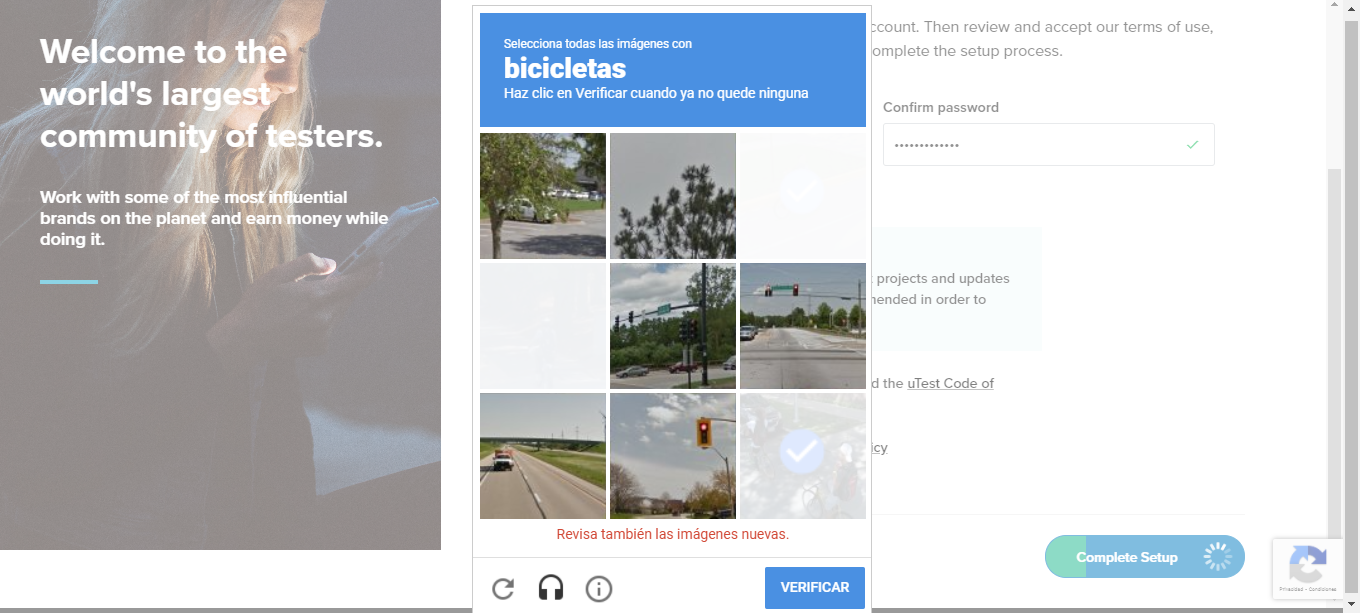 Welcome to the
world's largest
community of testers.
Work with some of the most influential
brands on the planet and earn money while
doing it.
Selecciona todas las imágenes con
bicicletas
Haz clic en Verificar cuando ya no quede ninguna
Revisa también las imágenes nuevas.
VERIFICAR
ccount. Then review and accept our terms of use,
omplete the setup process.
Confirm password
projects and updates
ended in order to
d the uTest Code of
icy
Complete Setup
Privacidad - Condiciones